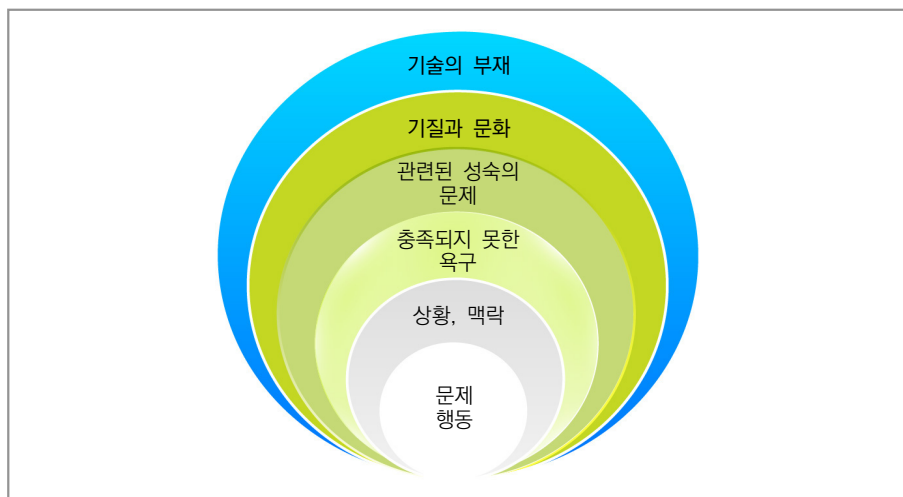 기술의 부재
기질과 문화
관련된 성숙의
문제
충족되지 못한
욕구
상황, 맥락
문제
행동